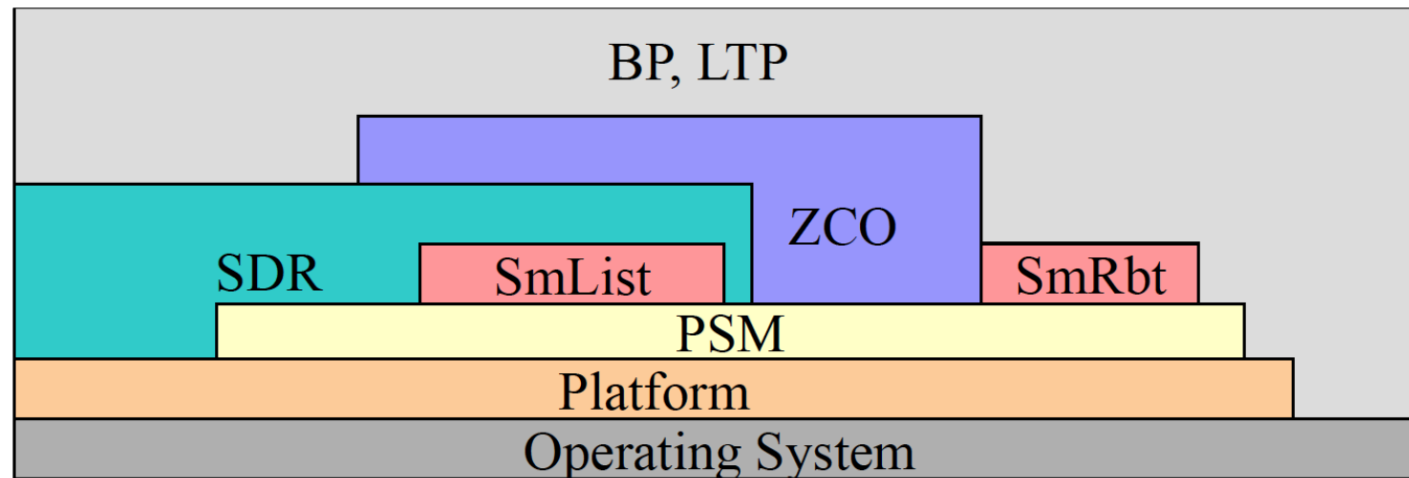 BP, LTP
ZCO
SDR
SmList
SmRbt
PSM
Platform
Operating System